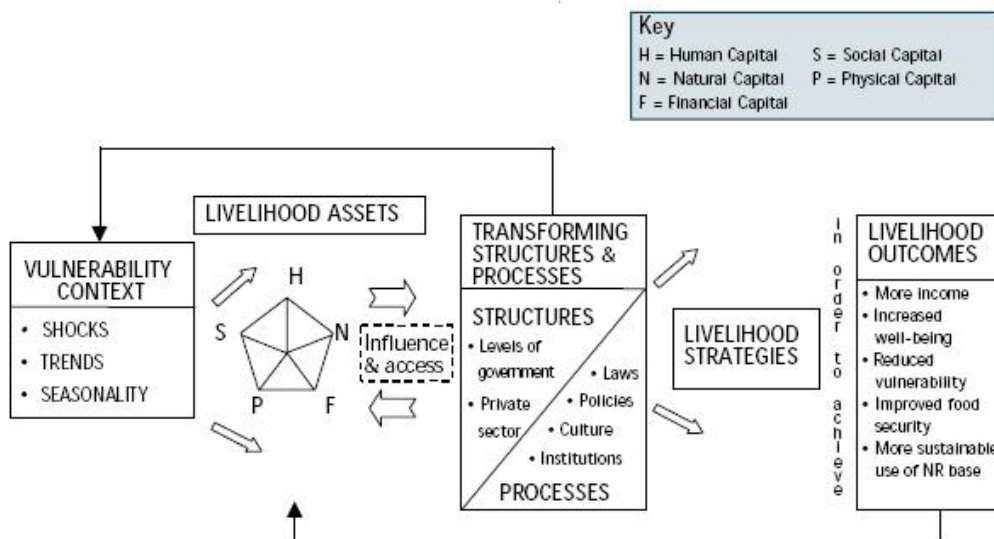 Key
H = Human Capital S = Social Capital
N = Natural Capital P = Physical Capital
F = Financial Capital
LIVELIHOOD ASSETS
VULNERABILITY
CONTEXT
• SHOCKS
• TRENDS
• SEASONALITY
H
S
N
P
F
Influence
& access
TRANSFORMING
STRUCTURES &
PROCESSES
STRUCTURES
• Levels of
government
• Private
sector
• Laws
• Policies
• Culture
• Institutions
PROCESSES
LIVELIHOOD
STRATEGIES
In order to achieve
LIVELIHOOD
OUTCOMES
• More income
• Increased
well-being
• Reduced
vulnerability
• Improved food
security
• More sustainable
use of NR base